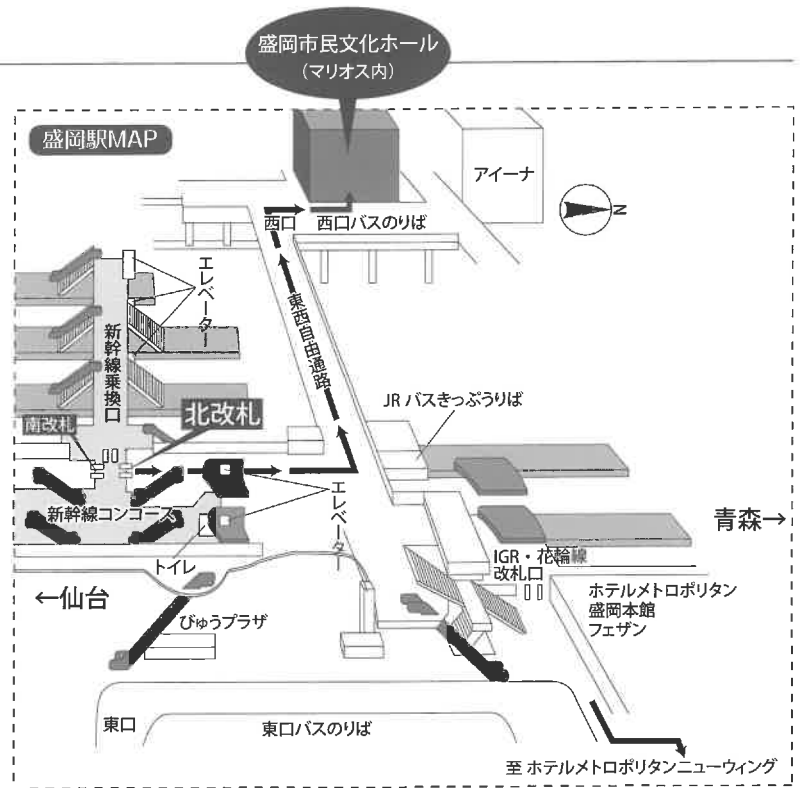 盛岡市民文化ホール
(マリオス内)
盛岡駅MAP
アイーナ
N
西口
西口バスのりば
エレベーター
東西自由通路
新幹線乗換口
JRバスきっぷうりば
北改札
南改札
新幹線コンコース
エレベーター
トイレ
青森→
IGR・花輪線
改札口
←仙台
ホテルメトロポリタン
盛岡本館
フェザン
びゅうプラザ
東口
東口バスのりば
至 ホテルメトロポリタンニューウィング